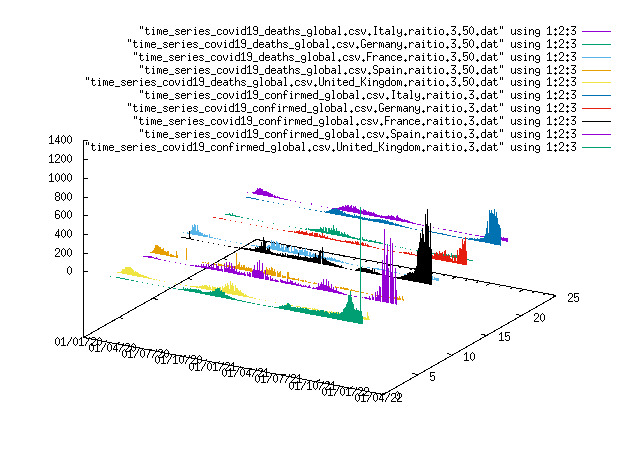 "time_series_covid19_deaths_global.csv.Italy.raitio.3.50.dat" using 1:2:3
"time_series_covid19_deaths_global.csv.Germany.raitio.3.50.dat" using 1:2:3
"time_series_covid19_deaths_global.csv.France.raitio.3.50.dat" using 1:2:3
"time_series_covid19_deaths_global.csv.Spain.raitio.3.50.dat" using 1:2:3
"time_series_covid19_deaths_global.csv.United_Kingdom.raitio.3.50.dat" using 1:2:3
"time_series_covid19_confirmed_global.csv.Italy.raitio.3.dat" using 1:2:3
"time_series_covid19_confirmed_global.csv.Germany.raitio.3.dat" using 1:2:3
"time_series_covid19_confirmed_global.csv.France.raitio.3.dat" using 1:2:3
"time_series_covid19_confirmed_global.csv.Spain.raitio.3.dat" using 1:2:3
"time_series_covid19_confirmed_global.csv.United_Kingdom.raitio.3.dat" using 1:2:3
1400
1200
1000
800
600
400
200
0
01/01/20
01/04/20
01/07/20
01/10/20
01/01/21
01/04/21
01/07/21
01/10/21
01/01/22
01/04/22
0
5
10
15
20
25